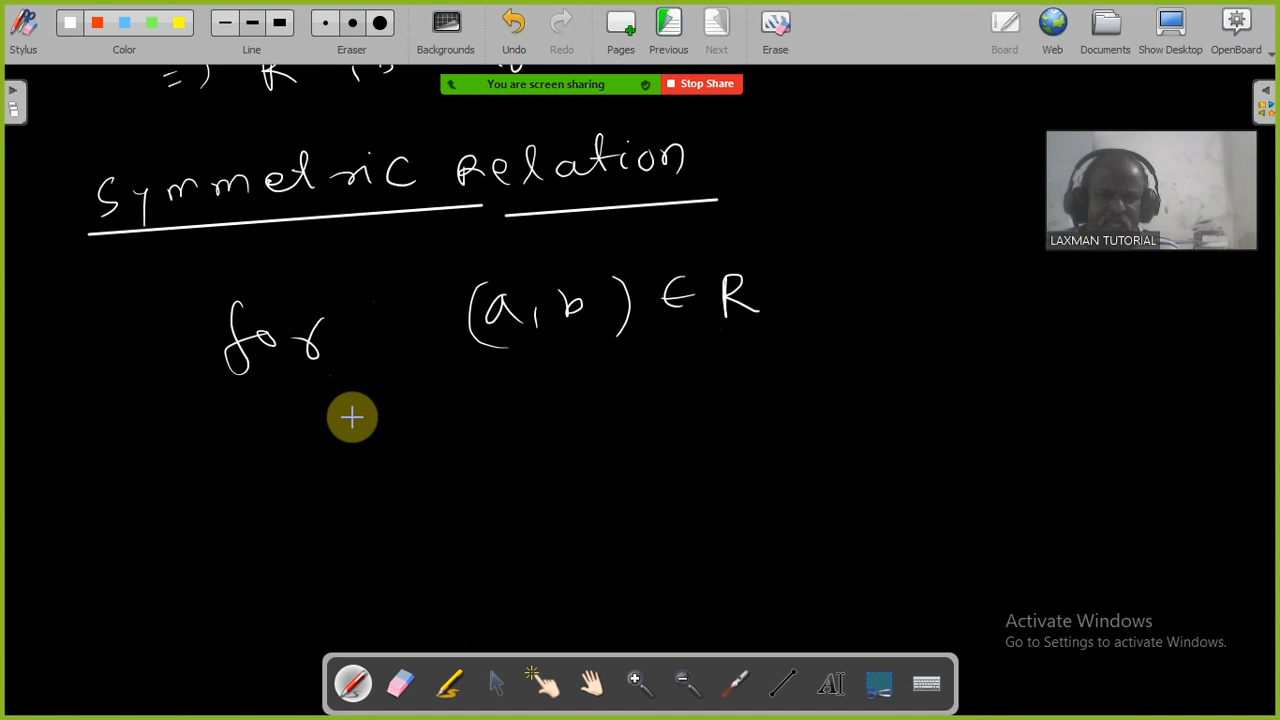 Stylus Color Line Eraser Backgrounds Undo Redo Pages Previous Next Erase Board Web Documents Show Desktop OpenBoard
=) R is
You are screen sharing Stop Share
Symmetric Relation
LAXMAN TUTORIAL
for (a, b) ∈ R
Activate Windows
Go to Settings to activate Windows.